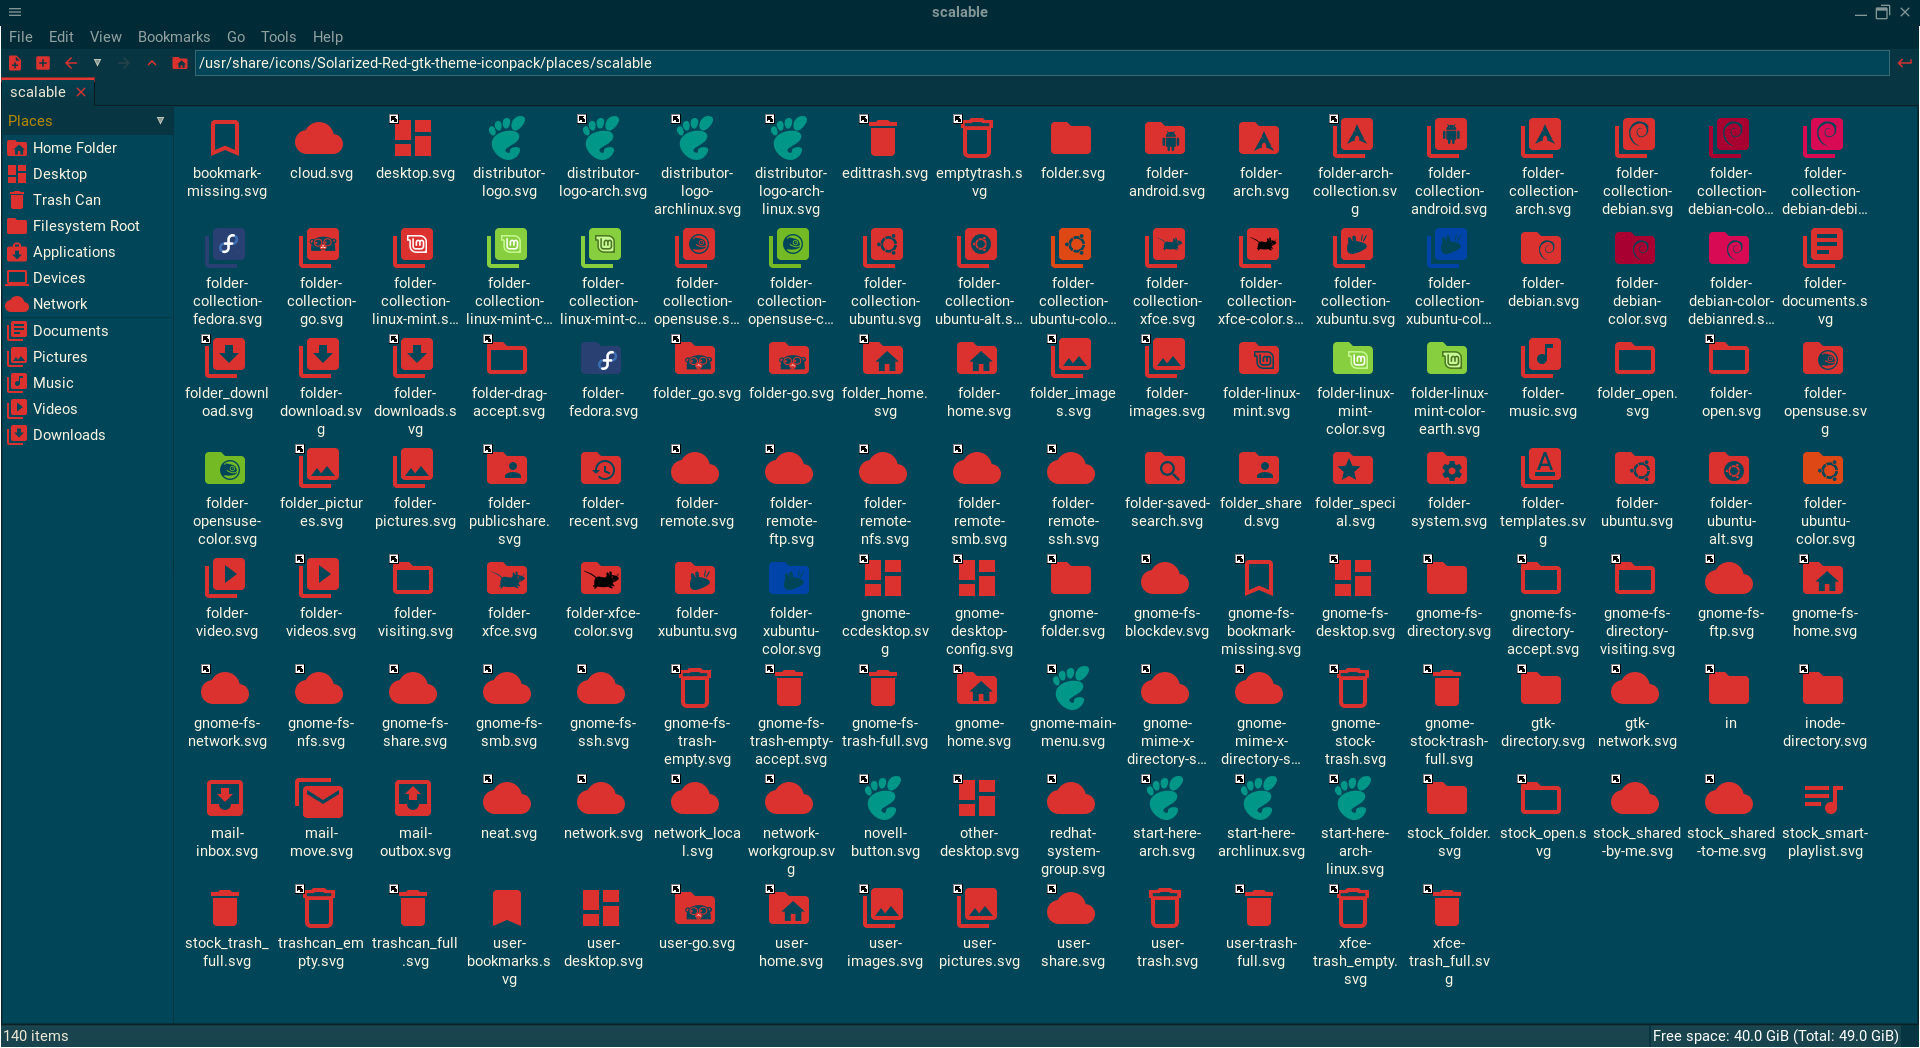 scalable
File Edit View Bookmarks Go Tools Help
/usr/share/icons/Solarized-Red-gtk-theme-iconpack/places/scalable
scalable
Places
Home Folder
Desktop
Trash Can
Filesystem Root
Applications
Devices
Network
Documents
Pictures
Music
Videos
Downloads
bookmark-
missing.svg
cloud.svg
desktop.svg
distributor-
logo.svg
distributor-
logo-arch.svg
distributor-
logo-
archlinux.svg
distributor-
logo-arch-
linux.svg
edittrash.svg
emptytrash.s
vg
folder.svg
folder-
android.svg
folder-
arch.svg
folder-arch-
collection.sv
g
folder-
collection-
android.svg
folder-
collection-
arch.svg
folder-
collection-
debian.svg
folder-
collection-
debian-colo...
folder-
collection-
debian-debi...
folder-
collection-
fedora.svg
folder-
collection-
go.svg
folder-
collection-
linux-mint.s...
folder-
collection-
linux-mint-c...
folder-
collection-
linux-mint-c...
folder-
collection-
opensuse.s...
folder-
collection-
opensuse-c...
folder-
collection-
ubuntu.svg
folder-
collection-
ubuntu-alt.s...
folder-
collection-
ubuntu-colo...
folder-
collection-
xfce.svg
folder-
collection-
xfce-color.s...
folder-
collection-
xubuntu.svg
folder-
collection-
xubuntu-col...
folder-
debian.svg
folder-
debian-
color.svg
folder-
debian-color-
debianred.s...
folder-
documents.s
vg
folder_downl
oad.svg
folder-
download.sv
g
folder-
downloads.s
vg
folder-drag-
accept.svg
folder-
fedora.svg
folder_go.svg
folder-go.svg
folder_home.
svg
folder-
home.svg
folder_image
s.svg
folder-
images.svg
folder-linux-
mint.svg
folder-linux-
mint-
color.svg
folder-linux-
mint-color-
earth.svg
folder-
music.svg
folder_open.
svg
folder-
open.svg
folder-
opensuse.sv
g
folder-
opensuse-
color.svg
folder_pictur
es.svg
folder-
pictures.svg
folder-
publicshare.
svg
folder-
recent.svg
folder-
remote.svg
folder-
remote-
ftp.svg
folder-
remote-
nfs.svg
folder-
remote-
smb.svg
folder-
remote-
ssh.svg
folder-saved-
search.svg
folder_share
d.svg
folder_speci
al.svg
folder-
system.svg
folder-
templates.sv
g
folder-
ubuntu.svg
folder-
ubuntu-
alt.svg
folder-
ubuntu-
color.svg
folder-
video.svg
folder-
videos.svg
folder-
visiting.svg
folder-
xfce.svg
folder-xfce-
color.svg
folder-
xubuntu.svg
folder-
xubuntu-
color.svg
gnome-
ccdesktop.sv
g
gnome-
desktop-
config.svg
gnome-
folder.svg
gnome-fs-
blockdev.svg
gnome-fs-
bookmark-
missing.svg
gnome-fs-
desktop.svg
gnome-fs-
directory.svg
gnome-fs-
directory-
accept.svg
gnome-fs-
directory-
visiting.svg
gnome-fs-
ftp.svg
gnome-fs-
home.svg
gnome-fs-
network.svg
gnome-fs-
nfs.svg
gnome-fs-
share.svg
gnome-fs-
smb.svg
gnome-fs-
ssh.svg
gnome-fs-
trash-
empty.svg
gnome-fs-
trash-empty-
accept.svg
gnome-fs-
trash-full.svg
gnome-
home.svg
gnome-main-
menu.svg
gnome-
mime-x-
directory-s...
gnome-
mime-x-
directory-s...
gnome-
stock-
trash.svg
gnome-
stock-trash-
full.svg
gtk-
directory.svg
gtk-
network.svg
in
inode-
directory.svg
mail-
inbox.svg
mail-
move.svg
mail-
outbox.svg
neat.svg
network.svg
network_loca
l.svg
network-
workgroup.sv
g
novell-
button.svg
other-
desktop.svg
redhat-
system-
group.svg
start-here-
arch.svg
start-here-
archlinux.svg
start-here-
arch-
linux.svg
stock_folder.
svg
stock_open.s
vg
stock_shared
-by-me.svg
stock_shared
-to-me.svg
stock_smart-
playlist.svg
stock_trash_
full.svg
trashcan_em
pty.svg
trashcan_full
.svg
user-
bookmarks.s
vg
user-
desktop.svg
user-go.svg
user-
home.svg
user-
images.svg
user-
pictures.svg
user-
share.svg
user-
trash.svg
user-trash-
full.svg
xfce-
trash_empty.
svg
xfce-
trash_full.sv
g
140 items
Free space: 40.0 GiB (Total: 49.0 GiB)